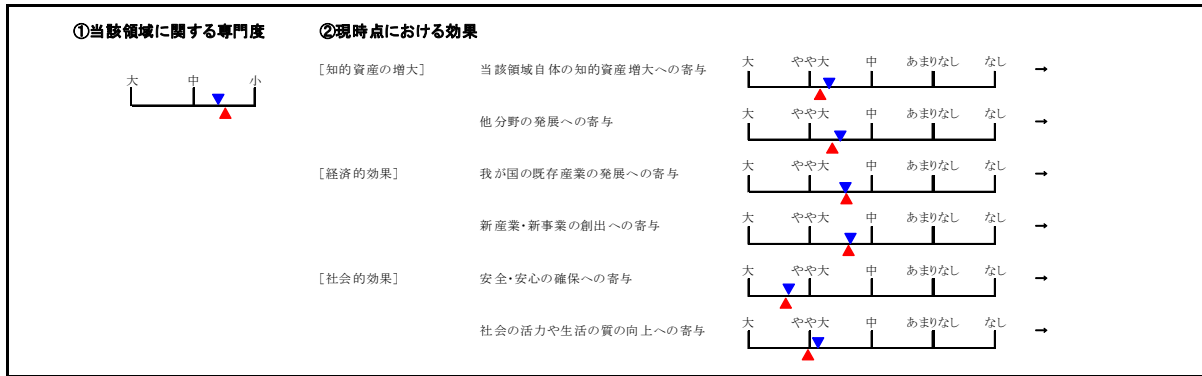 ①当該領域に関する専門度
大 中 小
②現時点における効果
[知的資産の増大] 当該領域自体の知的資産増大への寄与 大 やや大 中 あまりなし なし →
他分野の発展への寄与 大 やや大 中 あまりなし なし →
[経済的効果] 我が国の既存産業の発展への寄与 大 やや大 中 あまりなし なし →
新産業・新事業の創出への寄与 大 やや大 中 あまりなし なし →
[社会的効果] 安全・安心の確保への寄与 大 やや大 中 あまりなし なし →
社会の活力や生活の質の向上への寄与 大 やや大 中 あまりなし なし →